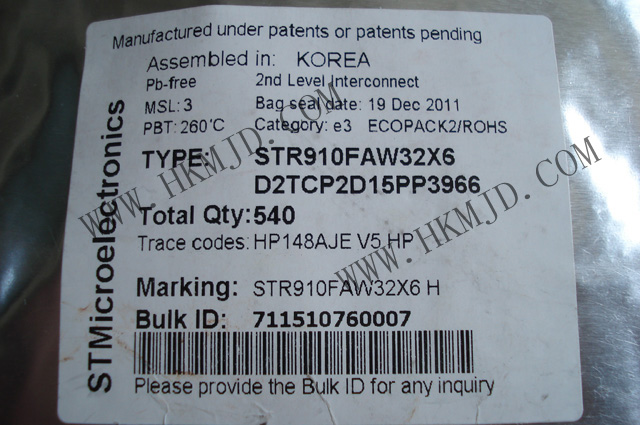 Manufactured under patents or patents pending
Assembled in: KOREA
Pb-free 2nd Level Interconnect
MSL: 3 Bag seal date: 19 Dec 2011
PBT: 260°C Category: e3 ECOPACK2/ROHS
TYPE: STR910FAW32X6
D2TCP2D15PP3966
Total Qty: 540
Trace codes: HP148AJE V5 HP
Marking: STR910FAW32X6 H
Bulk ID: 711510760007
Please provide the Bulk ID for any inquiry
STMicroelectronics
WWW.HKMJD.COM
WWW.HKMJD.COM